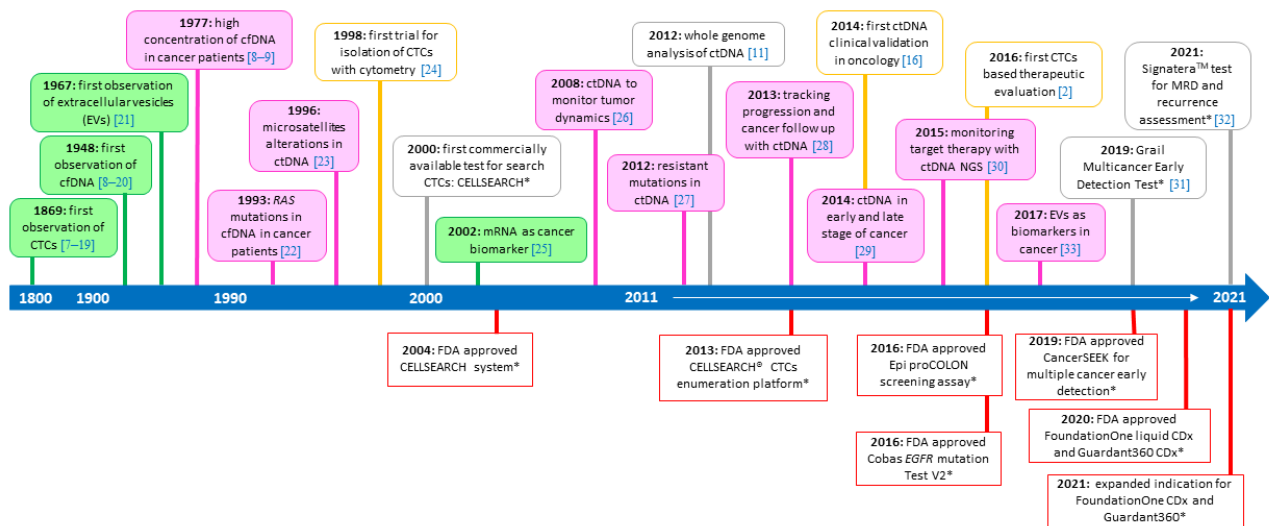 1977: high
concentration of cfDNA
in cancer patients [8–9]
1967: first observation
of extracellular vesicles
(EVs) [21]
1948: first
observation of
cfDNA [8–20]
1869: first
observation of
CTCs [7–19]
1998: first trial for
isolation of CTCs
with cytometry [24]
1996:
microsatellites
alterations in
ctDNA [23]
1993: RAS
mutations in
cfDNA in cancer
patients [22]
2000: first commercially
available test for search
CTCs: CELLSEARCH*
2002: mRNA as cancer
biomarker [25]
2008: ctDNA to
monitor tumor
dynamics [26]
2012: whole genome
analysis of ctDNA [11]
2012: resistant
mutations in
ctDNA [27]
2013: tracking
progression and
cancer follow up
with ctDNA [28]
2014: first ctDNA
clinical validation
in oncology [16]
2014: ctDNA in
early and late
stage of cancer
[29]
2015: monitoring
target therapy with
ctDNA NGS [30]
2016: first CTCs
based therapeutic
evaluation [2]
2017: EVs as
biomarkers in
cancer [33]
2019: Grail
Multicancer Early
Detection Test* [31]
2021:
Signatera™ test
for MRD and
recurrence
assessment* [32]
1800 1900 1990 2000 2011 2021
2004: FDA approved
CELLSEARCH system*
2013: FDA approved
CELLSEARCH® CTCs
enumeration platform*
2016: FDA approved
Epi proCOLON
screening assay*
2016: FDA approved
Cobas EGFR mutation
Test V2*
2019: FDA approved
CancerSEEK for
multiple cancer early
detection*
2020: FDA approved
FoundationOne liquid CDx
and Guardant360 CDx*
2021: expanded indication for
FoundationOne CDx and
Guardant360*